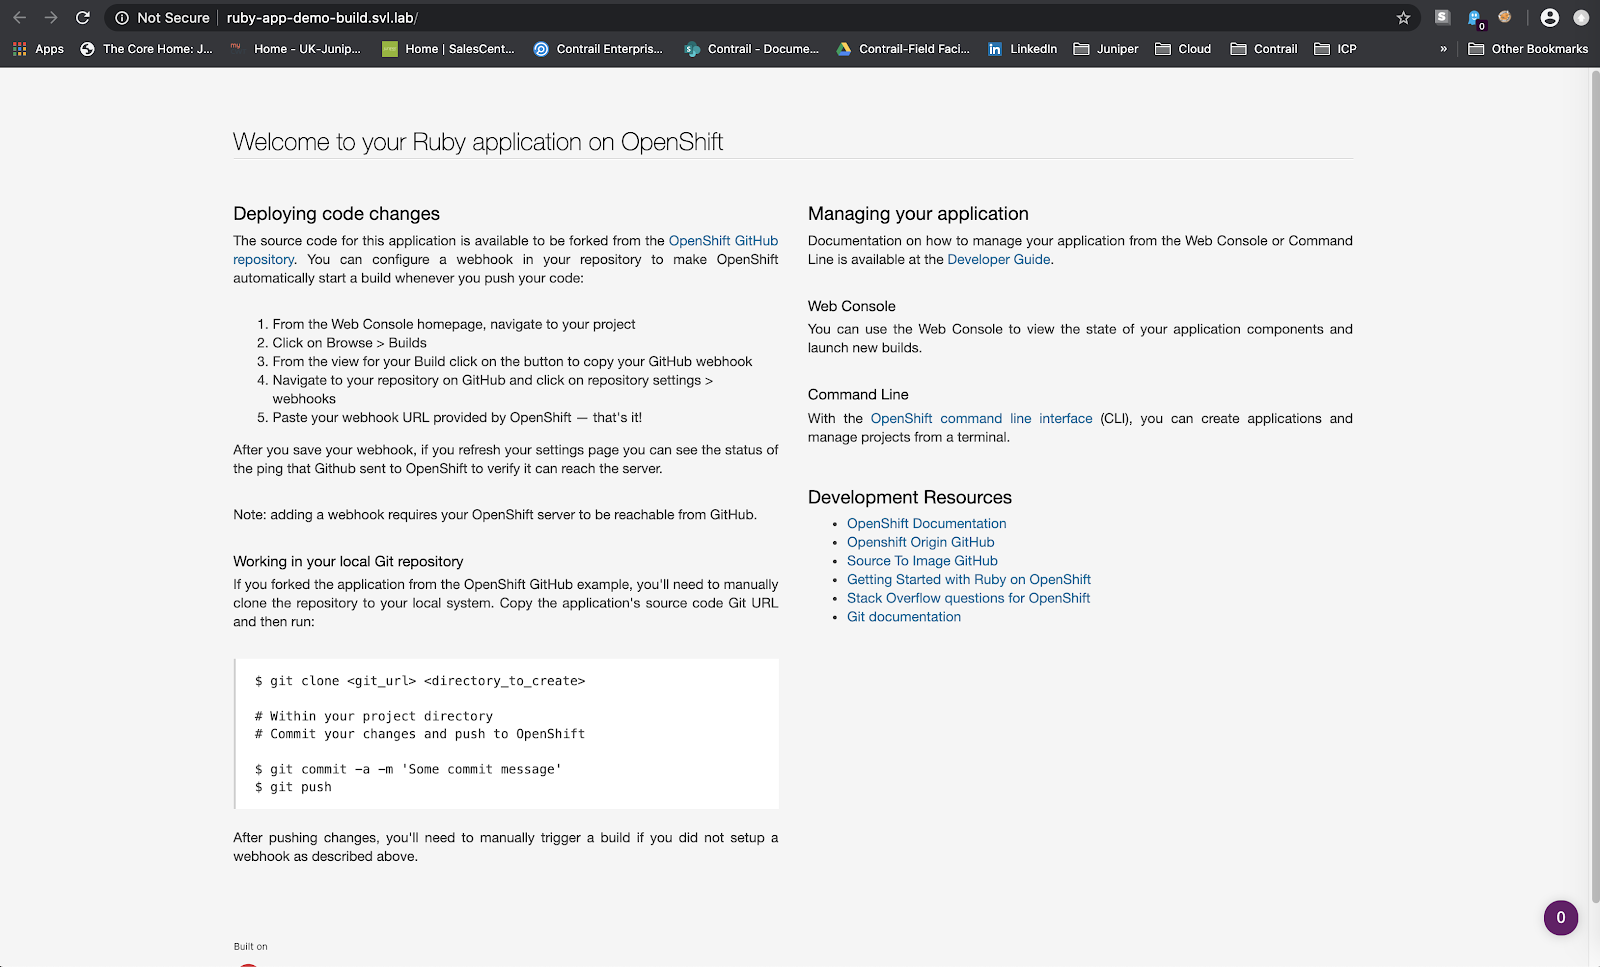 Not Secure | ruby-app-demo-build.svl.lab/
S
0
Apps
The Core Home: J...
my
Home - UK-Junip...
Home | SalesCent...
Contrail Enterpris...
Contrail - Docume...
Contrail-Field Faci...
LinkedIn
Juniper
Cloud
Contrail
ICP
»
Other Bookmarks
Welcome to your Ruby application on OpenShift
Deploying code changes
The source code for this application is available to be forked from the OpenShift GitHub
repository. You can configure a webhook in your repository to make OpenShift
automatically start a build whenever you push your code:
1. From the Web Console homepage, navigate to your project
2. Click on Browse > Builds
3. From the view for your Build click on the button to copy your GitHub webhook
4. Navigate to your repository on GitHub and click on repository settings >
webhooks
5. Paste your webhook URL provided by OpenShift — that's it!
After you save your webhook, if you refresh your settings page you can see the status of
the ping that Github sent to OpenShift to verify it can reach the server.
Note: adding a webhook requires your OpenShift server to be reachable from GitHub.
Working in your local Git repository
If you forked the application from the OpenShift GitHub example, you'll need to manually
clone the repository to your local system. Copy the application's source code Git URL
and then run:
$ git clone <git_url> <directory_to_create>
# Within your project directory
# Commit your changes and push to OpenShift
$ git commit -a -m 'Some commit message'
$ git push
After pushing changes, you'll need to manually trigger a build if you did not setup a
webhook as described above.
Built on
Managing your application
Documentation on how to manage your application from the Web Console or Command
Line is available at the Developer Guide.
Web Console
You can use the Web Console to view the state of your application components and
launch new builds.
Command Line
With the OpenShift command line interface (CLI), you can create applications and
manage projects from a terminal.
Development Resources
• OpenShift Documentation
• Openshift Origin GitHub
• Source To Image GitHub
• Getting Started with Ruby on OpenShift
• Stack Overflow questions for OpenShift
• Git documentation
0